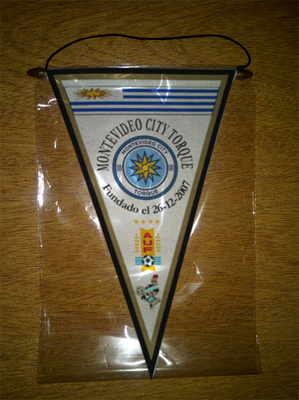 MONTEVIDEO CITY TORQUE
MONTEVIDEO CITY
TORQUE
Fundado el 26-12-2007
AUF